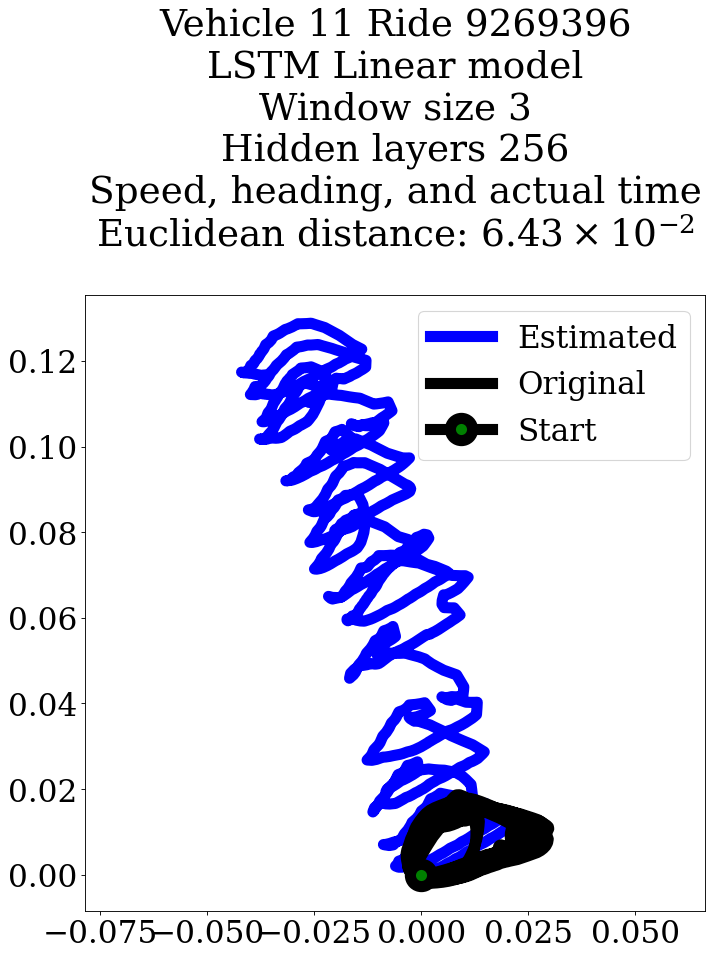 Vehicle 11 Ride 9269396
LSTM Linear model
Window size 3
Hidden layers 256
Speed, heading, and actual time
Euclidean distance: 6.43 × 10⁻²
Estimated
Original
Start
0.12
0.10
0.08
0.06
0.04
0.02
0.00
−0.075 −0.050 −0.025 0.000 0.025 0.050